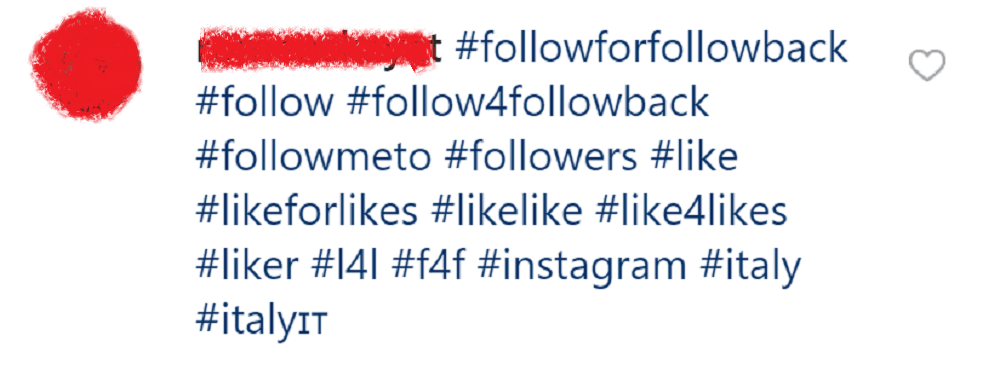 #followforfollowback
#follow #follow4followback
#followmeto #followers #like
#likeforlikes #likelike #like4likes
#liker #l4l #f4f #instagram #italy
#italyɪᴛ